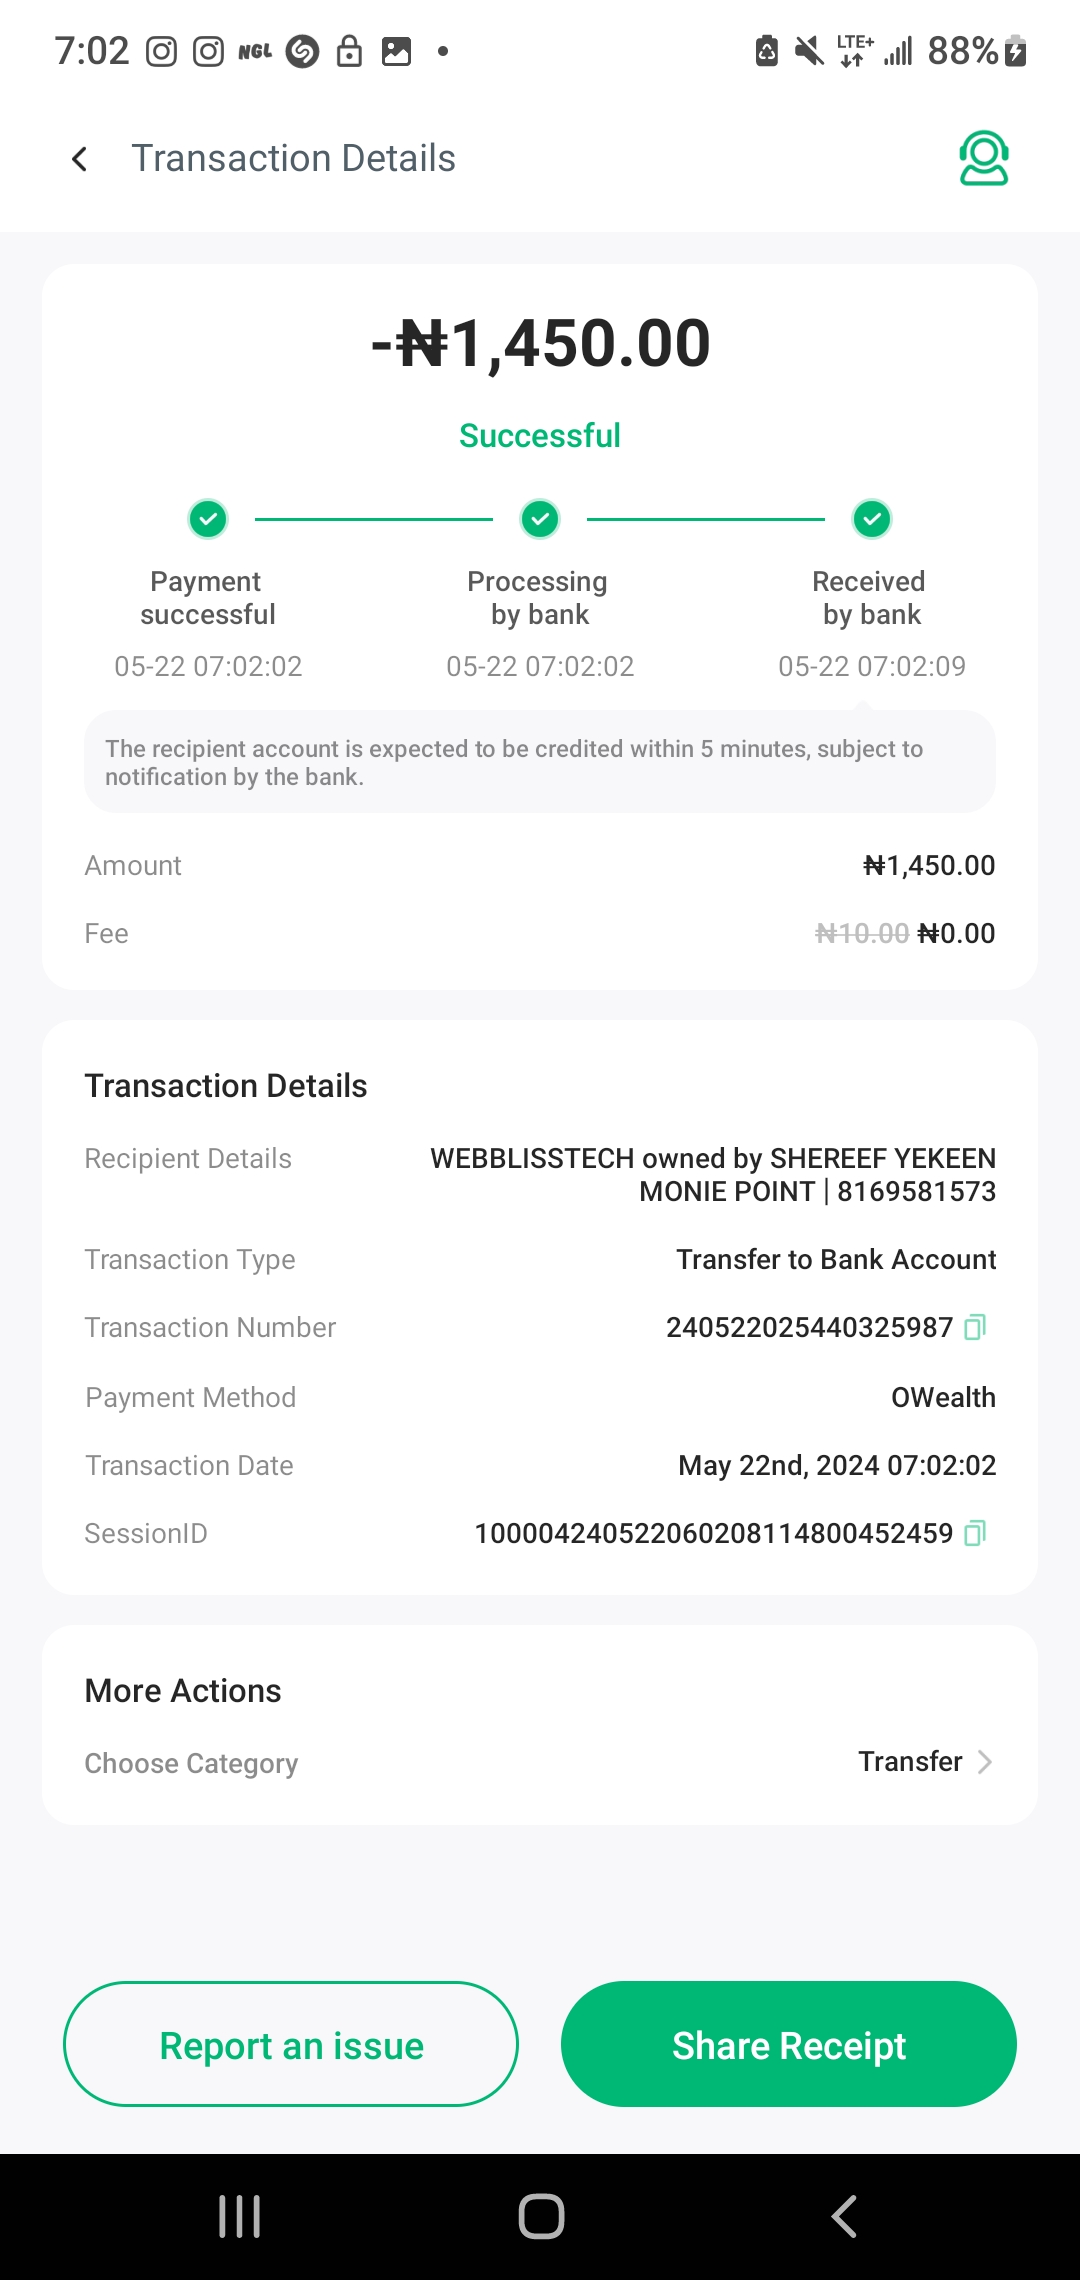 7:02 NGL LTE+ 88%
Transaction Details
-₦1,450.00
Successful
Payment successful
Processing by bank
Received by bank
05-22 07:02:02
05-22 07:02:02
05-22 07:02:09
The recipient account is expected to be credited within 5 minutes, subject to
notification by the bank.
Amount ₦1,450.00
Fee ₦10.00 ₦0.00
Transaction Details
Recipient Details WEBBLISSTECH owned by SHEREEF YEKEEN
MONIE POINT | 8169581573
Transaction Type Transfer to Bank Account
Transaction Number 240522025440325987
Payment Method OWealth
Transaction Date May 22nd, 2024 07:02:02
SessionID 100004240522060208114800452459
More Actions
Choose Category Transfer
Report an issue
Share Receipt